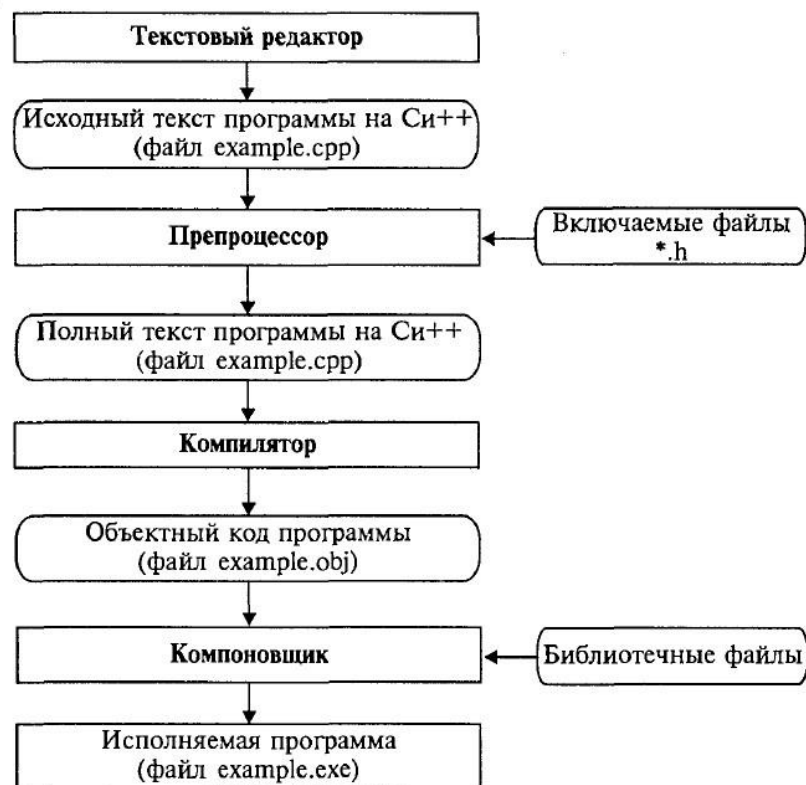 Текстовый редактор
Исходный текст программы на Си++
(файл example.cpp)
Препроцессор
Включаемые файлы
*.h
Полный текст программы на Си++
(файл example.cpp)
Компилятор
Объектный код программы
(файл example.obj)
Компоновщик
Библиотечные файлы
Исполняемая программа
(файл example.exe)